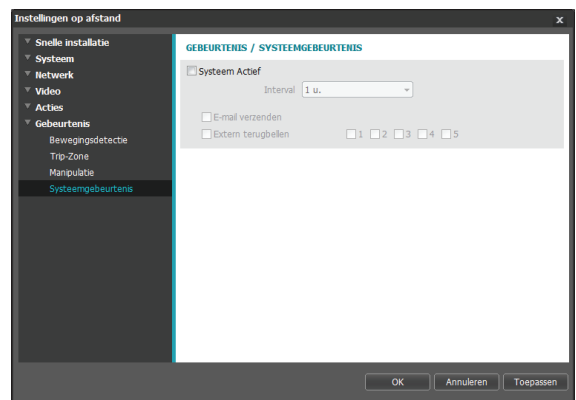 Instellingen op afstand
x
Snelle installatie
Systeem
Netwerk
Video
Acties
Gebeurtenis
Bewegingsdetectie
Trip-Zone
Manipulatie
Systeemgebeurtenis
GEBEURTENIS / SYSTEEMGEBEURTENIS
Systeem Actief
Interval 1 u.
E-mail verzenden
Extern terugbellen 1 2 3 4 5
OK Annuleren Toepassen